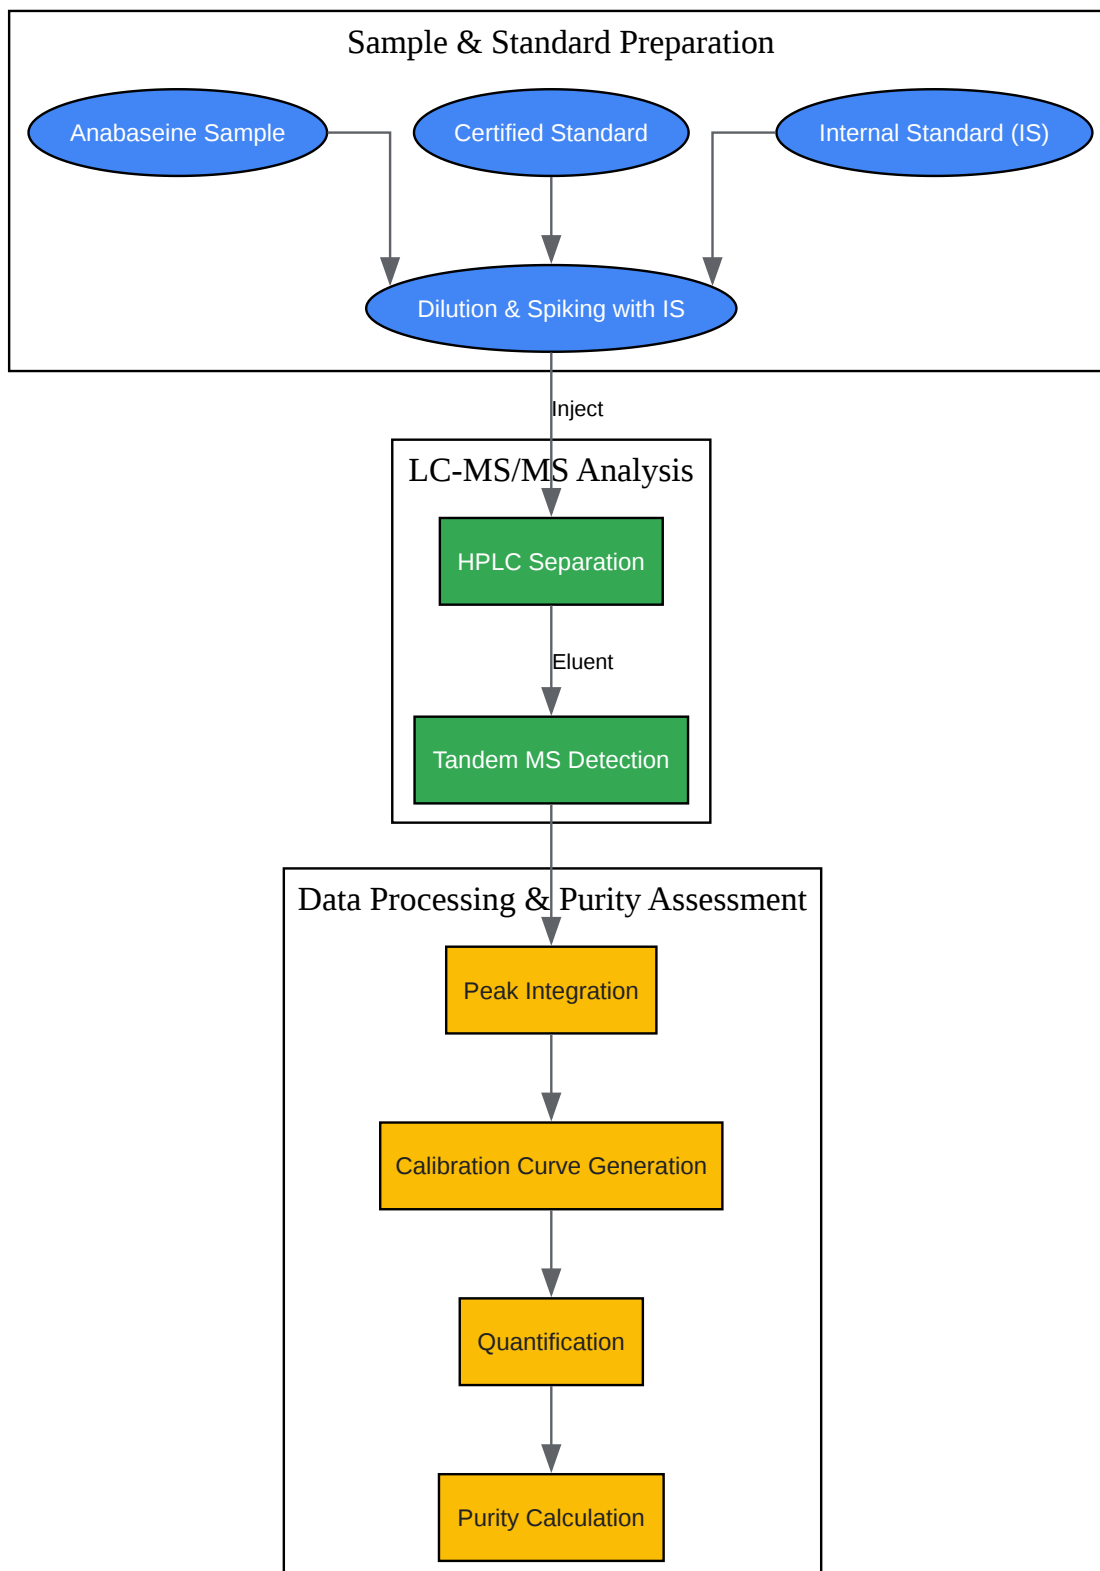 Sample & Standard Preparation
Anabaseine Sample
Certified Standard
Internal Standard (IS)
Dilution & Spiking with IS
Inject
LC-MS/MS Analysis
HPLC Separation
Eluent
Tandem MS Detection
Data Processing & Purity Assessment
Peak Integration
Calibration Curve Generation
Quantification
Purity Calculation